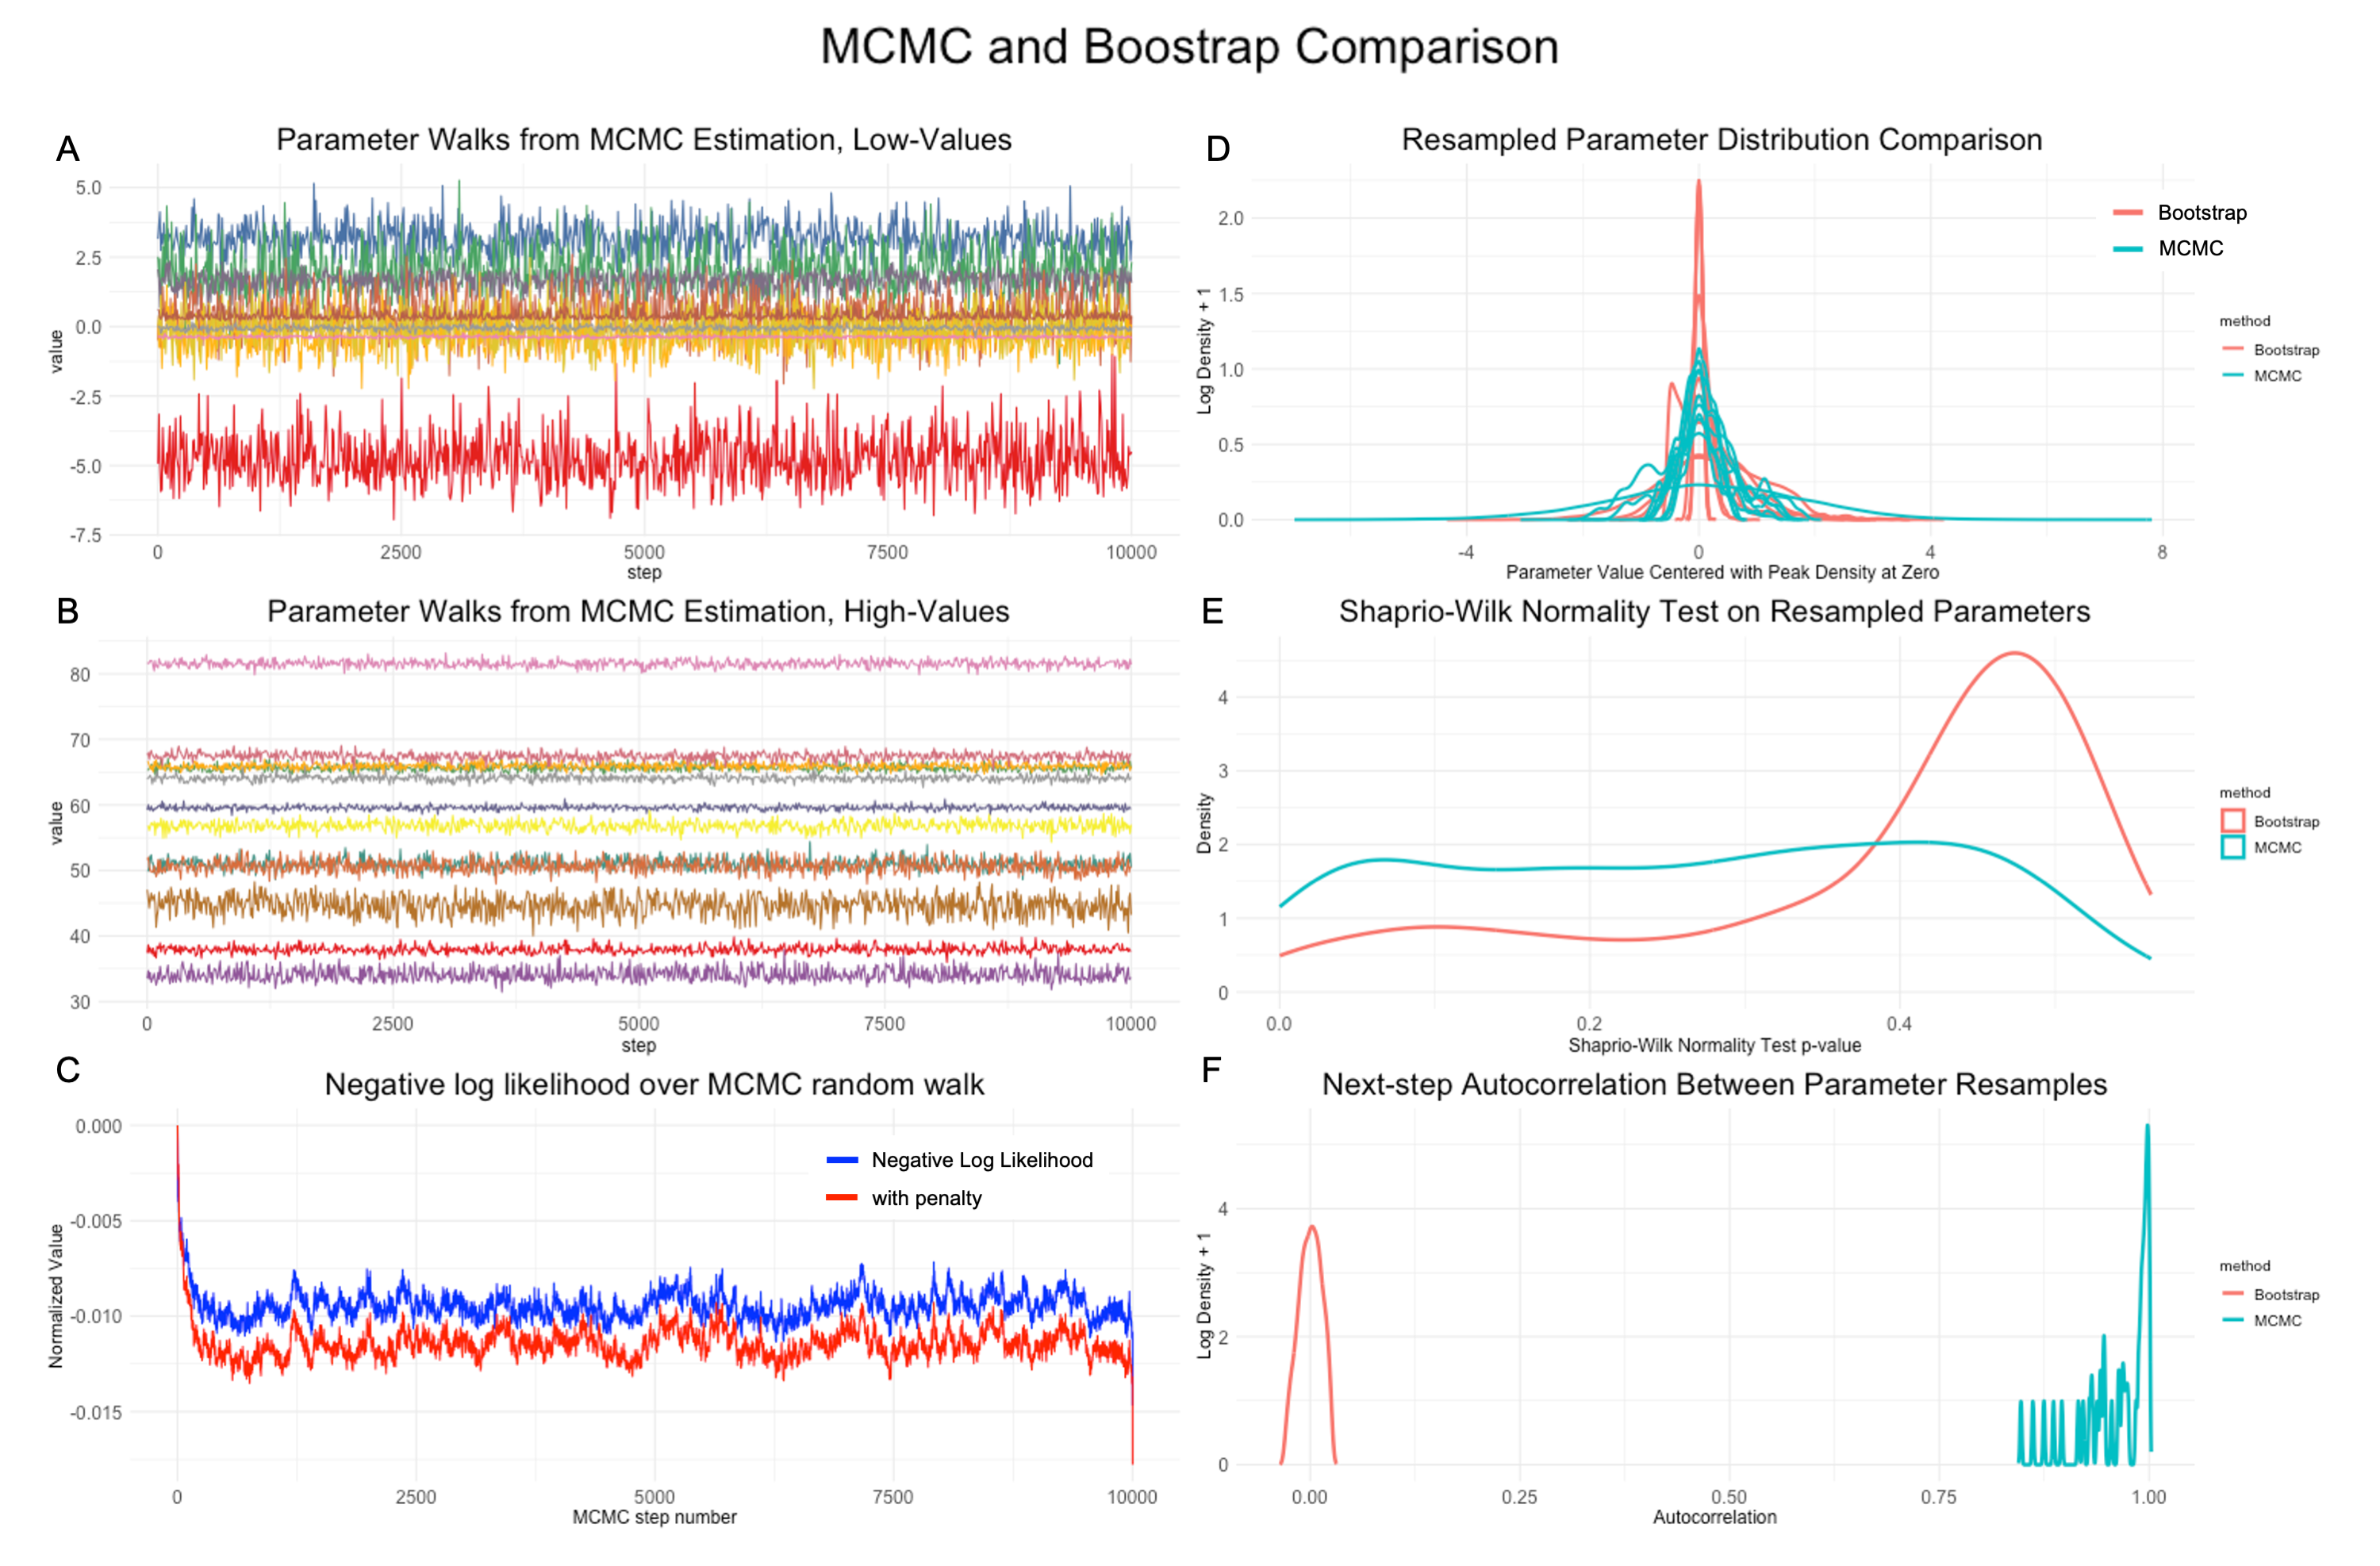 MCMC and Boostrap Comparison
A
Parameter Walks from MCMC Estimation, Low-Values
5.0
2.5
0.0
-2.5
-5.0
-7.5
value
0 2500 5000 7500 10000
step
B
Parameter Walks from MCMC Estimation, High-Values
80
70
60
50
40
30
value
0 2500 5000 7500 10000
step
C
Negative log likelihood over MCMC random walk
0.000
-0.005
-0.010
-0.015
Normalized Value
Negative Log Likelihood
with penalty
0 2500 5000 7500 10000
MCMC step number
D
Resampled Parameter Distribution Comparison
2.0
1.5
1.0
0.5
0.0
Log Density + 1
Bootstrap
MCMC
method
Bootstrap
MCMC
-4 0 4 8
Parameter Value Centered with Peak Density at Zero
E
Shaprio-Wilk Normality Test on Resampled Parameters
4
3
2
1
0
Density
method
Bootstrap
MCMC
0.0 0.2 0.4
Shaprio-Wilk Normality Test p-value
F
Next-step Autocorrelation Between Parameter Resamples
4
2
0
Log Density + 1
method
Bootstrap
MCMC
0.00 0.25 0.50 0.75 1.00
Autocorrelation